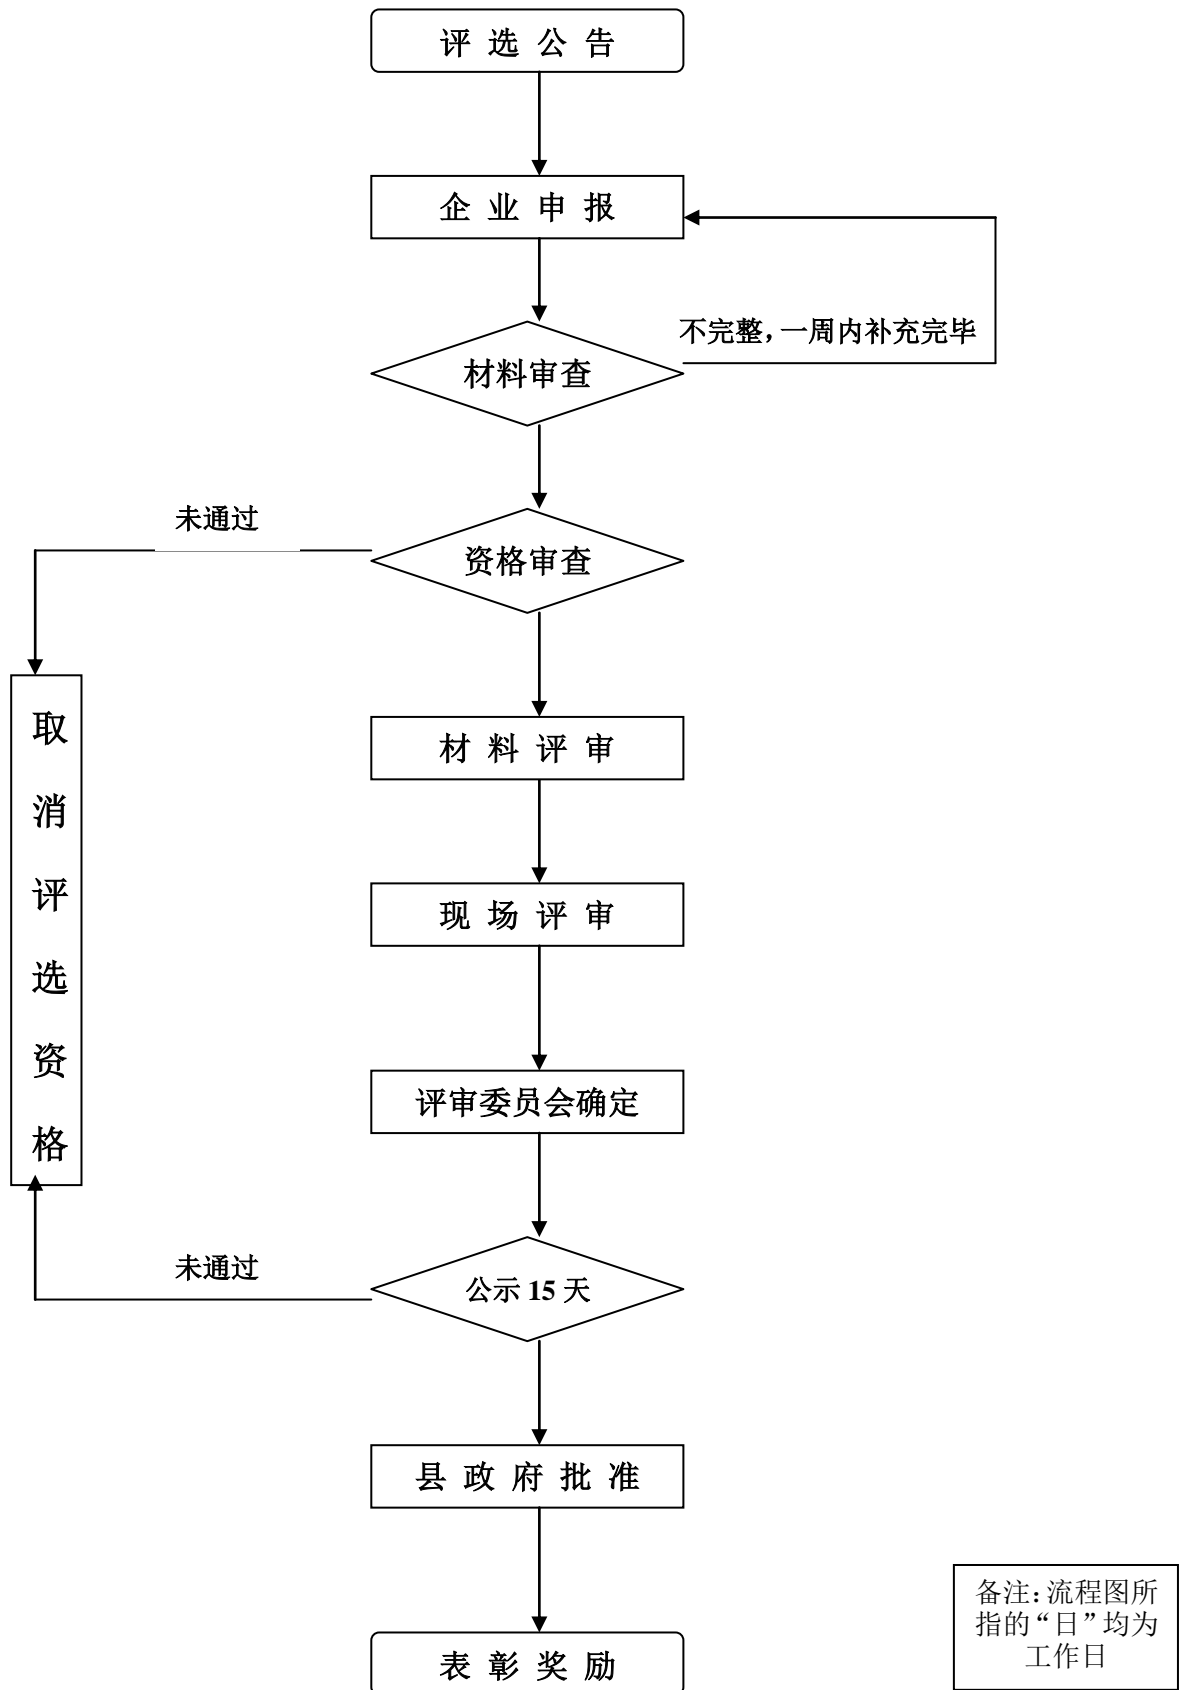 评选公告
企业申报
不完整，一周内补充完毕
材料审查
未通过
资格审查
取消评选资格
材料评审
现场评审
评审委员会确定
未通过
公示 15 天
县政府批准
备注：流程图所
指的“日”均为
工作日
表彰奖励